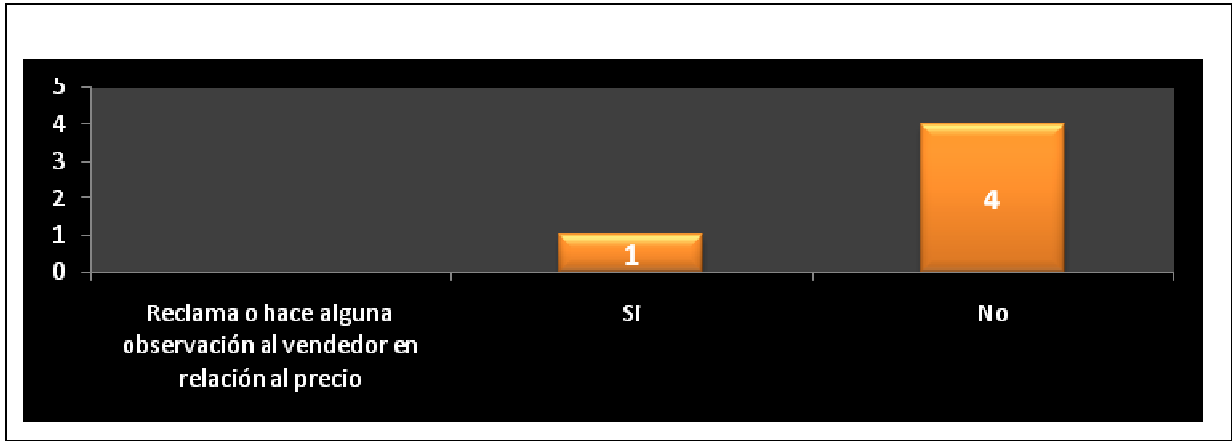 5
4
3
2
1
0
1
4
Reclama o hace alguna
observación al vendedor en
relación al precio
SI
No